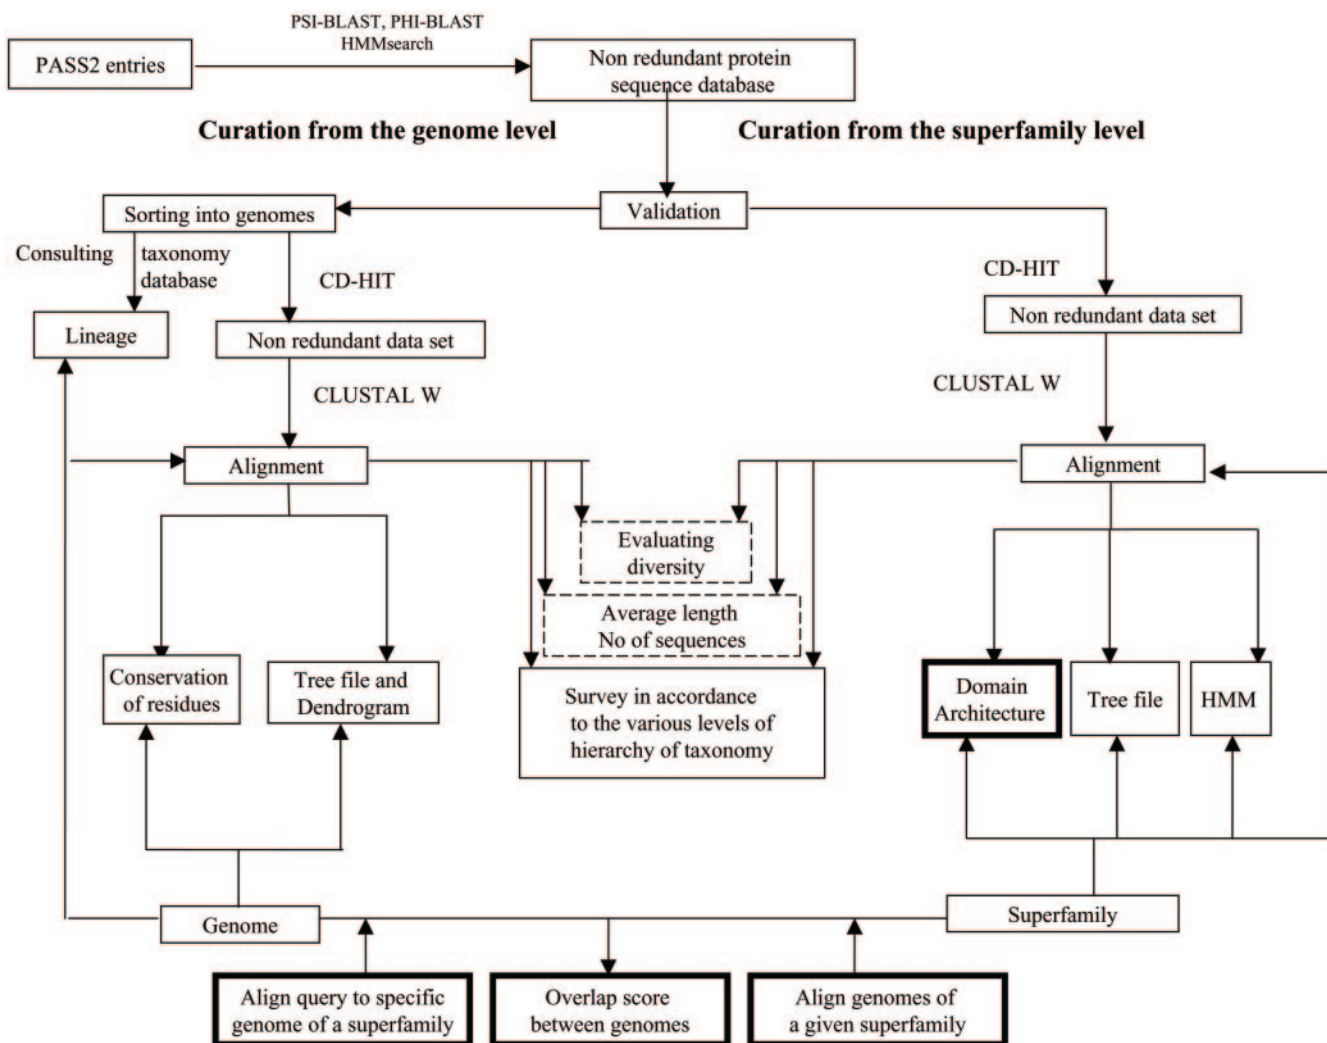 PSI-BLAST, PHI-BLAST
HMMsearch
PASS2 entries
Non redundant protein
sequence database
Curation from the genome level
Curation from the superfamily level
Sorting into genomes
Validation
Consulting
taxonomy
database
CD-HIT
CD-HIT
Lineage
Non redundant data set
Non redundant data set
CLUSTAL W
CLUSTAL W
Alignment
Alignment
Evaluating
diversity
Average length
No of sequences
Conservation
of residues
Tree file and
Dendrogram
Survey in accordance
to the various levels of
hierarchy of taxonomy
Domain
Architecture
Tree file
HMM
Genome
Superfamily
Align query to specific
genome of a superfamily
Overlap score
between genomes
Align genomes of
a given superfamily